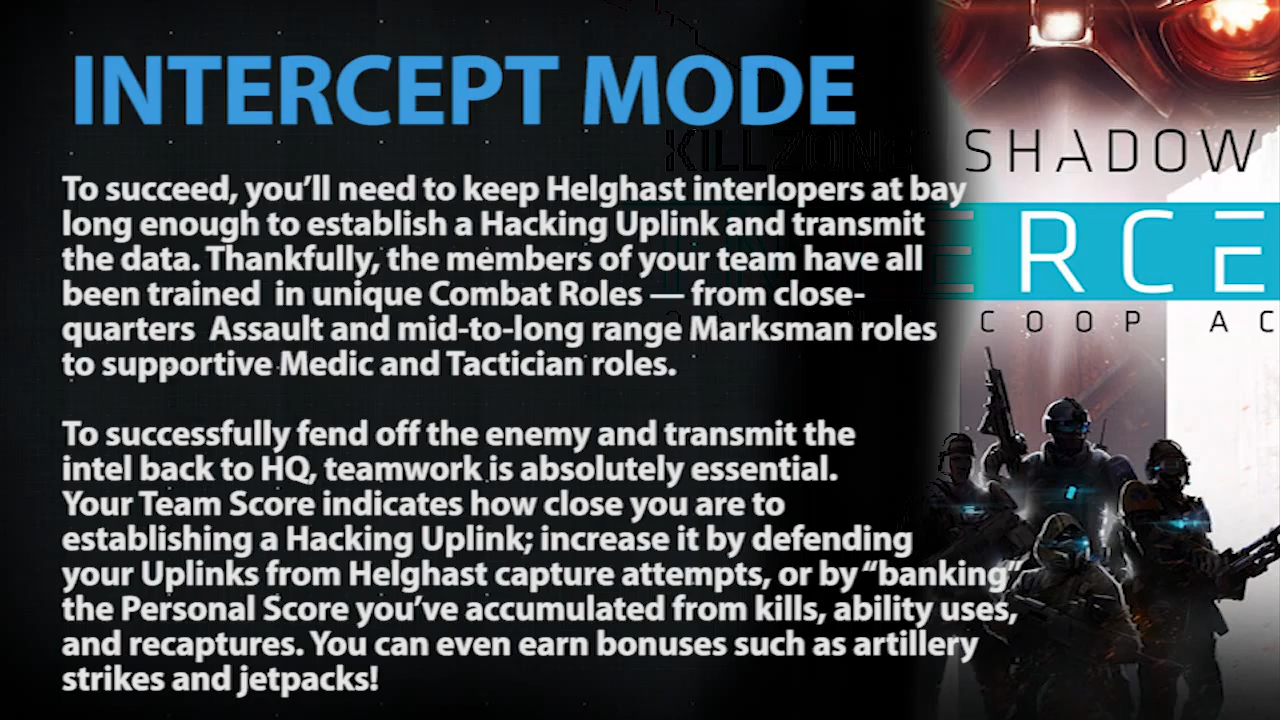 INTERCEPT MODE
KILLZONE SHADOW
To succeed, you’ll need to keep Helghast interlopers at bay
long enough to establish a Hacking Uplink and transmit
the data. Thankfully, the members of your team have all
been trained in unique Combat Roles — from close-
quarters Assault and mid-to-long range Marksman roles
to supportive Medic and Tactician roles.
To successfully fend off the enemy and transmit the
intel back to HQ, teamwork is absolutely essential.
Your Team Score indicates how close you are to
establishing a Hacking Uplink; increase it by defending
your Uplinks from Helghast capture attempts, or by “banking”
the Personal Score you’ve accumulated from kills, ability uses,
and recaptures. You can even earn bonuses such as artillery
strikes and jetpacks!
ERCE
COOP AC